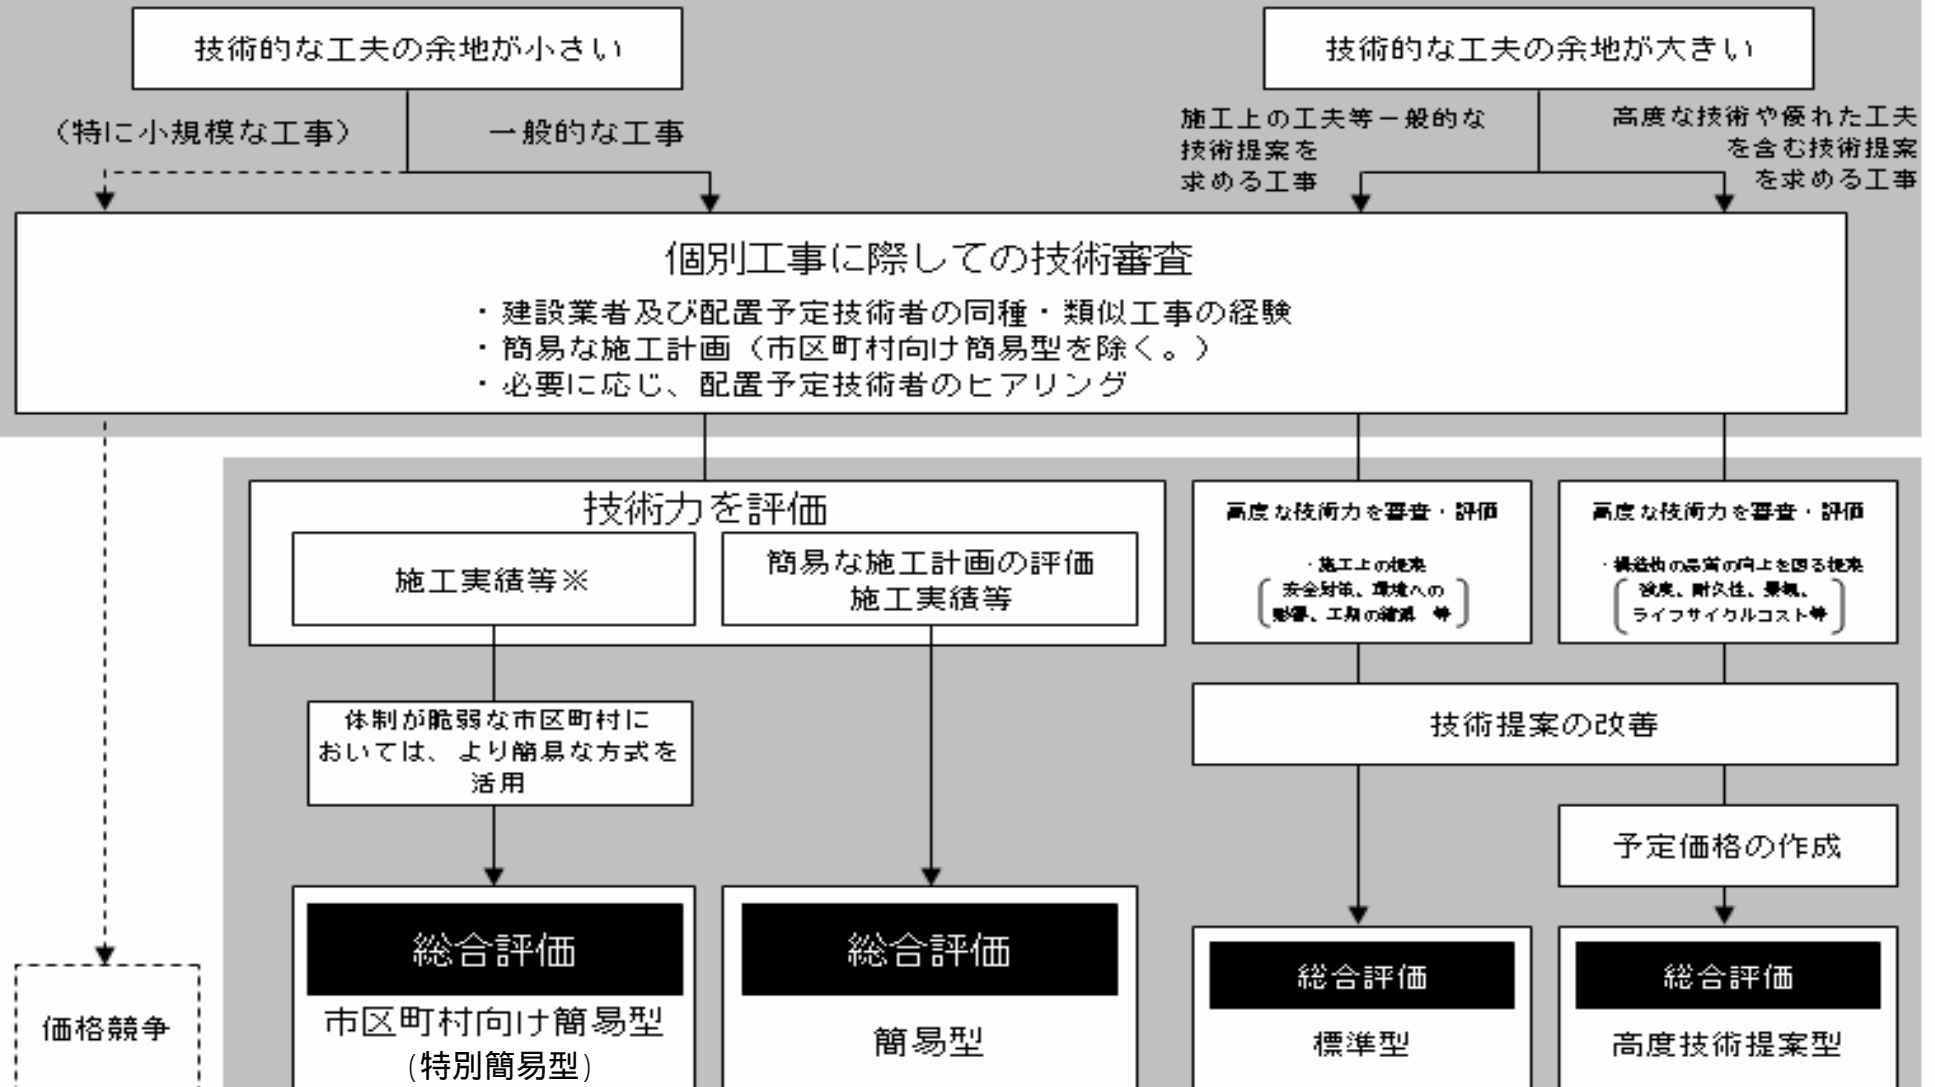 技術的な工夫の余地が小さい
技術的な工夫の余地が大きい
（特に小規模な工事）
一般的な工事
施工上の工夫等一般的な
技術提案を
求める工事
高度な技術や優れた工夫
を含む技術提案
を求める工事
個別工事に際しての技術審査
・建設業者及び配置予定技術者の同種・類似工事の経験
・簡易な施工計画（市区町村向け簡易型を除く。）
・必要に応じ、配置予定技術者のヒアリング
技術力を評価
施工実績等※
簡易な施工計画の評価
施工実績等
高度な技術力を審査・評価
・施工上の提案
安全対策、環境への
影響、工期の縮減　等
高度な技術力を審査・評価
・構造物の品質の向上を図る提案
強度、耐久性、景観、
ライフサイクルコスト等
体制が脆弱な市区町村に
おいては、より簡易な方式を
活用
技術提案の改善
予定価格の作成
価格競争
総合評価
市区町村向け簡易型
(特別簡易型)
総合評価
簡易型
総合評価
標準型
総合評価
高度技術提案型